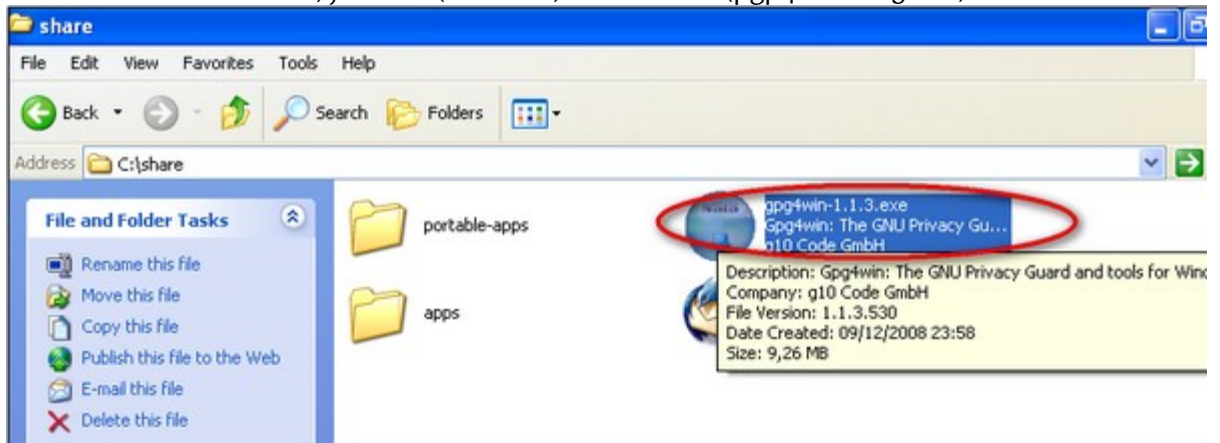 share
File Edit View Favorites Tools Help
Back Search Folders
Address C:\share
File and Folder Tasks
Rename this file
Move this file
Copy this file
Publish this file to the Web
E-mail this file
Delete this file
portable-apps
apps
gpg4win-1.1.3.exe
Gpg4win: The GNU Privacy Gu...
g10 Code GmbH
Description: Gpg4win: The GNU Privacy Guard and tools for Wind
Company: g10 Code GmbH
File Version: 1.1.3.530
Date Created: 09/12/2008 23:58
Size: 9,26 MB